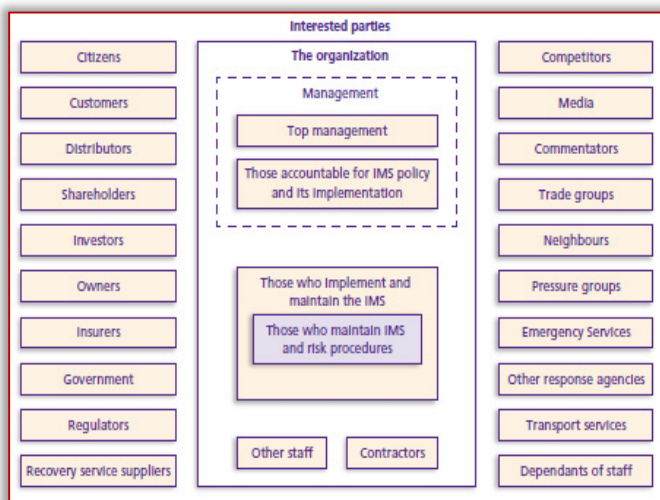 Interested parties
Citizens
Customers
Distributors
Shareholders
Investors
Owners
Insurers
Government
Regulators
Recovery service suppliers
The organization
Management
Top management
Those accountable for IMS policy
and its implementation
Those who implement and
maintain the IMS
Those who maintain IMS
and risk procedures
Other staff
Contractors
Competitors
Media
Commentators
Trade groups
Neighbours
Pressure groups
Emergency Services
Other response agencies
Transport services
Dependants of staff